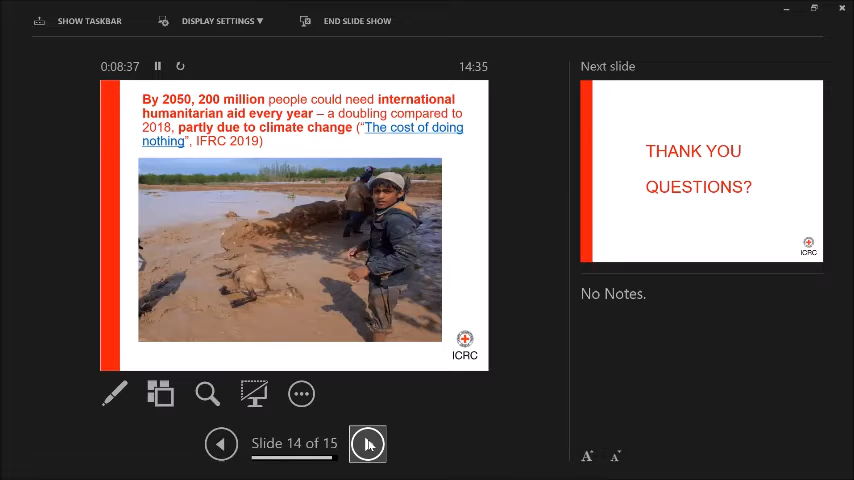 SHOW TASKBAR
DISPLAY SETTINGS ▼
END SLIDE SHOW
0:08:37
14:35
By 2050, 200 million people could need international
humanitarian aid every year – a doubling compared to
2018, partly due to climate change (“The cost of doing
nothing”, IFRC 2019)
ICRC
Slide 14 of 15
Next slide
THANK YOU
QUESTIONS?
ICRC
No Notes.
A A